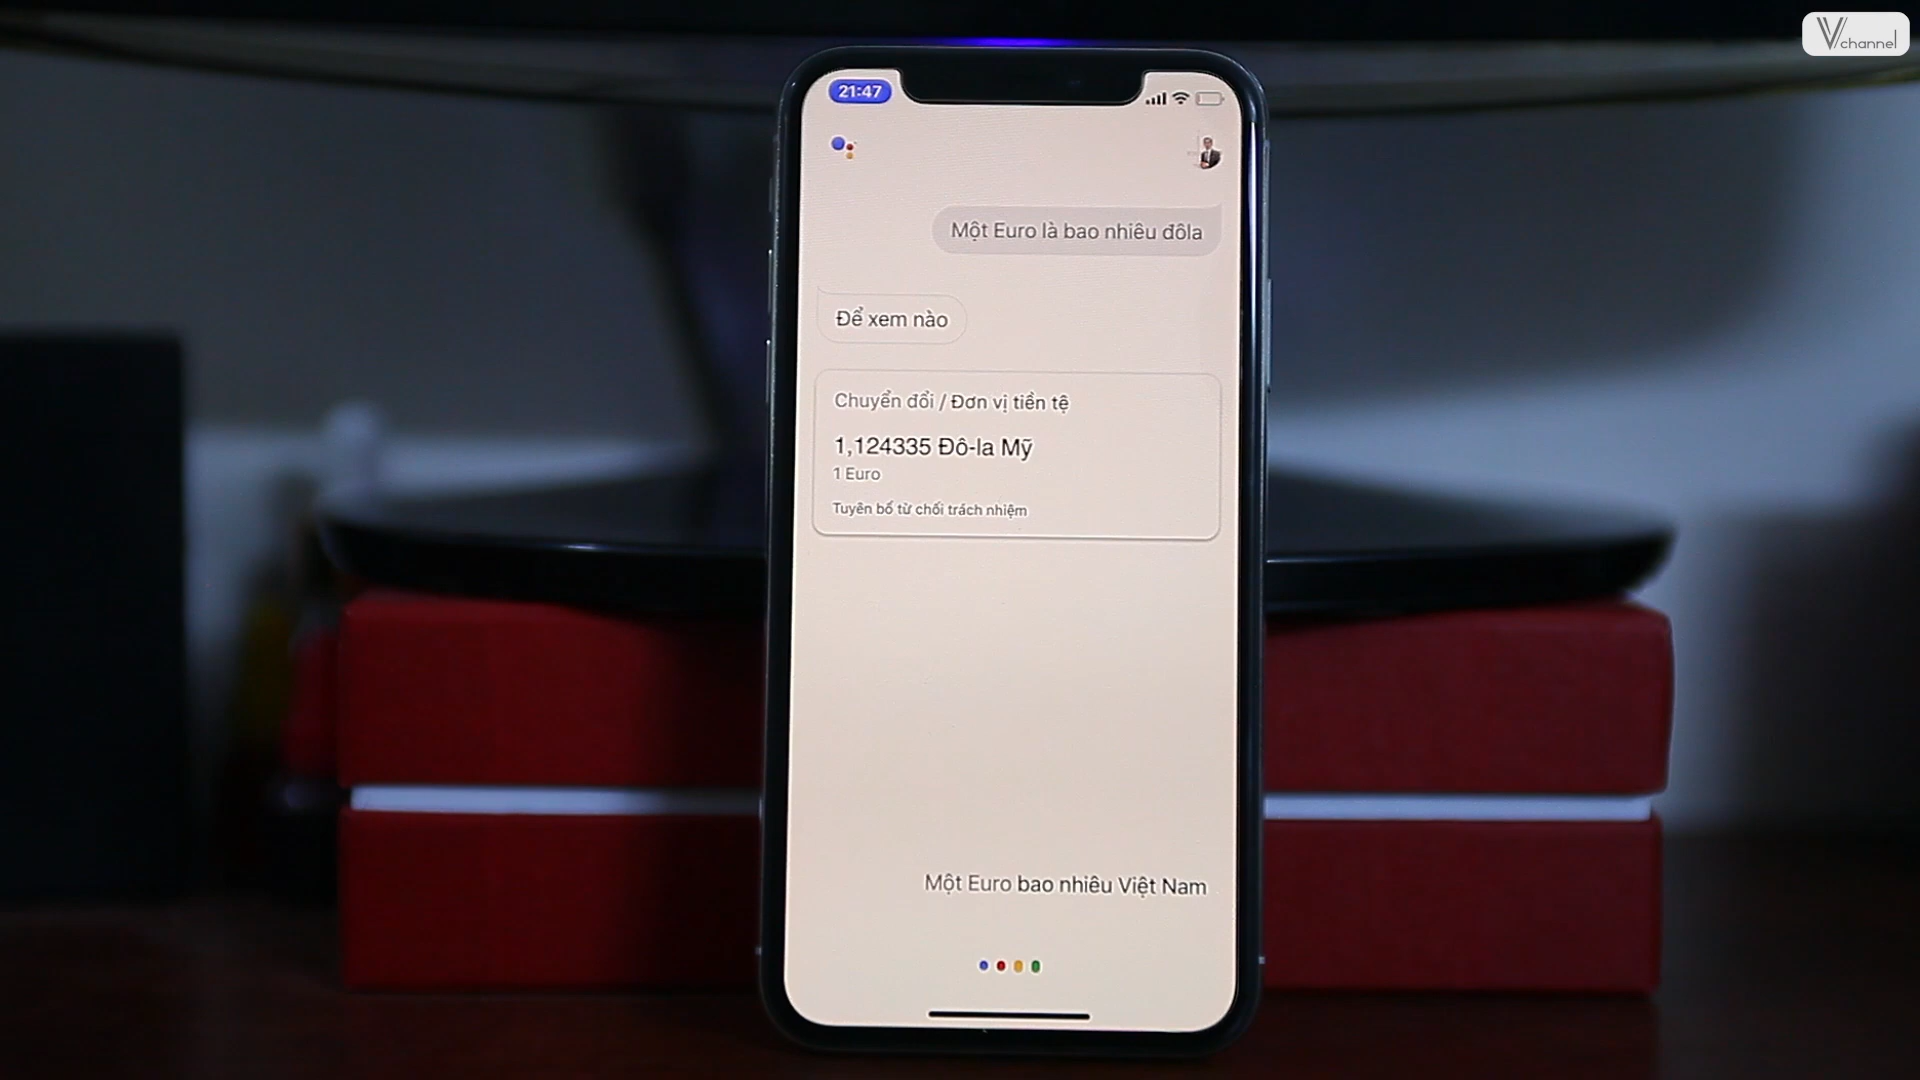 Vchannel
21:47
Một Euro là bao nhiêu đôla
Để xem nào
Chuyển đổi / Đơn vị tiền tệ
1,124335 Đô-la Mỹ
1 Euro
Tuyên bố từ chối trách nhiệm
Một Euro bao nhiêu Việt Nam